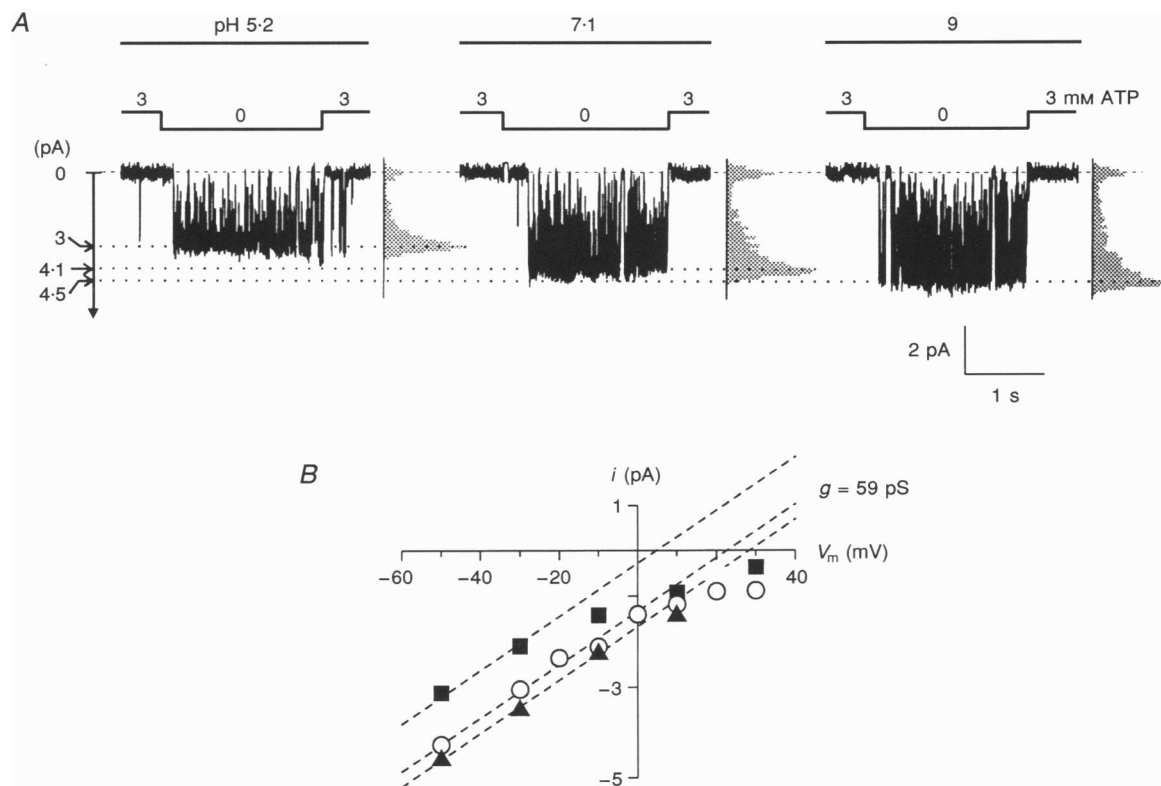 A
pH 5·2 7·1 9
3 0 3 3 0 3 3 0 3 mM ATP
(pA)
0
3
4·1
4·5
2 pA
1 s
B
i (pA)
1
g = 59 pS
Vm (mV)
−60 −40 −20 20 40
−3
−5